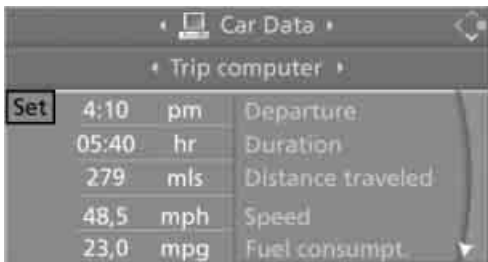 Car Data
Trip computer
Set 4:10 pm Departure
05:40 hr Duration
279 mls Distance traveled
48,5 mph Speed
23,0 mpg Fuel consumpt.